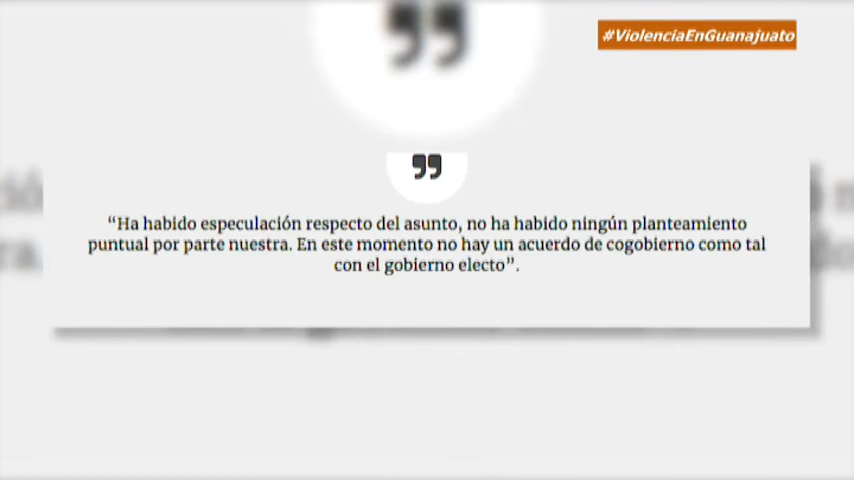 #ViolenciaEnGuanajuato
“Ha habido especulación respecto del asunto, no ha habido ningún planteamiento
puntual por parte nuestra. En este momento no hay un acuerdo de cogobierno como tal
con el gobierno electo”.